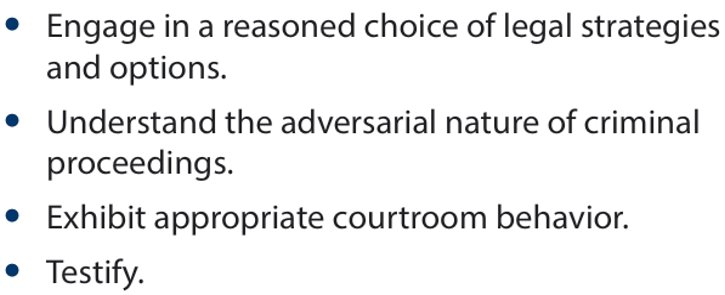 • Engage in a reasoned choice of legal strategies
and options.
• Understand the adversarial nature of criminal
proceedings.
• Exhibit appropriate courtroom behavior.
• Testify.